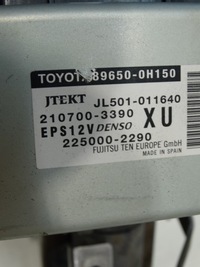 TOYOTA 89650-0H150
JTEKT JL501-011640
210700-3390 XU
EPS12V DENSO
225000-2290
FUJITSU TEN EUROPE GmbH
MADE IN SPAIN